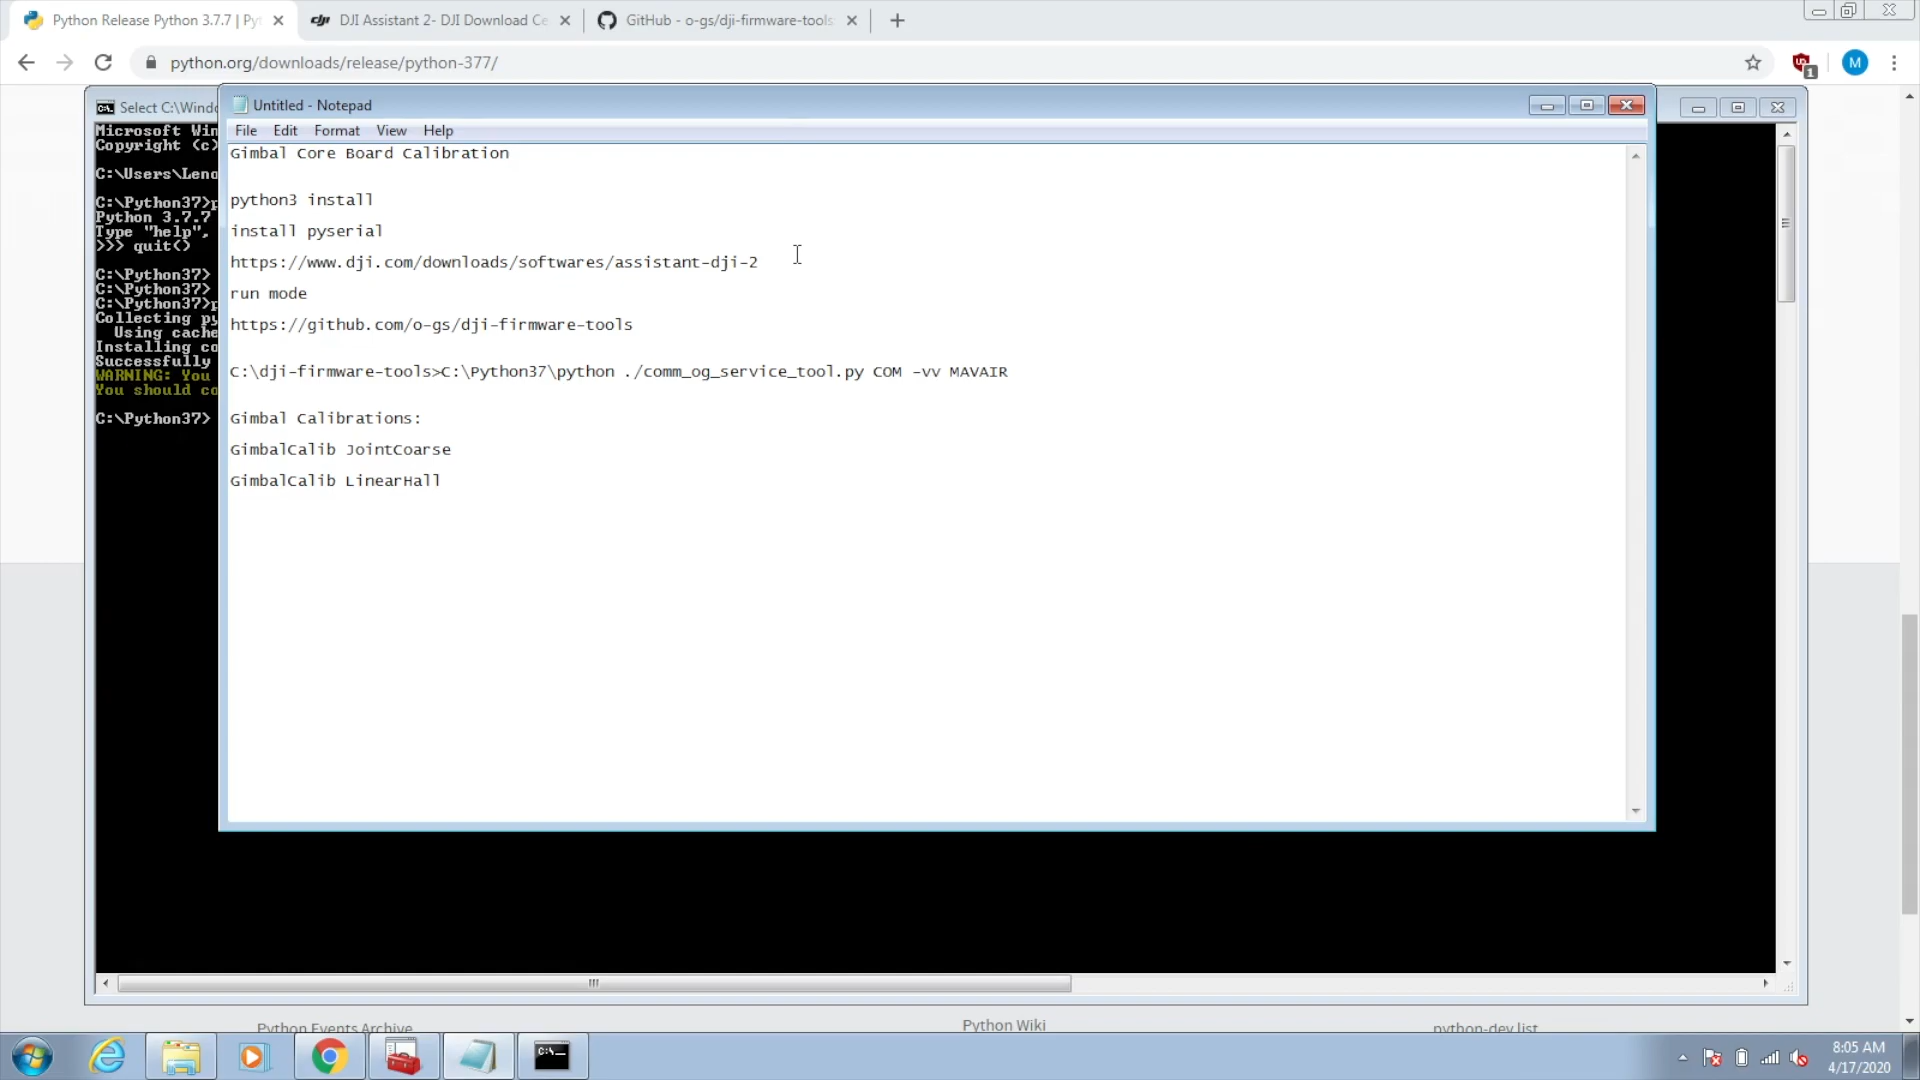 Python Release Python 3.7.7 | Py
DJI Assistant 2- DJI Download Ce
GitHub - o-gs/dji-firmware-tools:
python.org/downloads/release/python-377/
1
M
Select C:\Windo
Untitled - Notepad
File Edit Format View Help
Gimbal Core Board Calibration
python3 install
install pyserial
https://www.dji.com/downloads/softwares/assistant-dji-2
run mode
https://github.com/o-gs/dji-firmware-tools
C:\dji-firmware-tools>C:\Python37\python ./comm_og_service_tool.py COM -vv MAVAIR
Gimbal Calibrations:
GimbalCalib JointCoarse
GimbalCalib LinearHall
Microsoft Win
Copyright (c)
C:\Users\Leno
C:\Python37>p
Python 3.7.7
Type "help",
>>> quit()
C:\Python37>
C:\Python37>
C:\Python37>p
Collecting py
Using cache
Installing co
Successfully
WARNING: You
You should co
C:\Python37>
Python Events Archive
Python Wiki
python-dev list
8:05 AM
4/17/2020